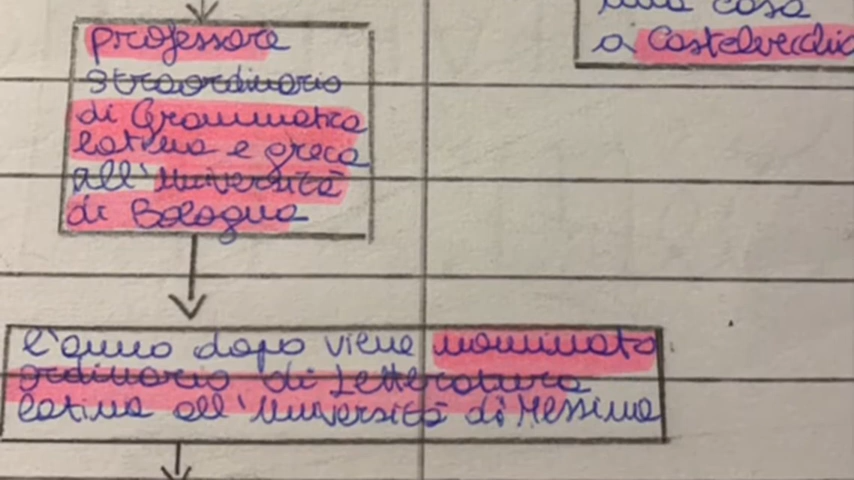 professore
straordinario
di Grammatica
latina e greca
all'Università
di Bologna
casa
a Castelvecchio
l'anno dopo viene nominato
ordinario di Letteratura
latina all'Università di Messina